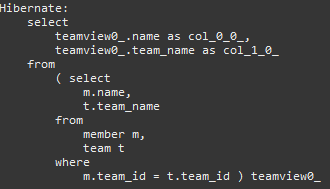 Hibernate:
    select
        teamview0_.name as col_0_0_,
        teamview0_.team_name as col_1_0_
    from
        ( select
            m.name,
            t.team_name
        from
            member m,
            team t
        where
            m.team_id = t.team_id ) teamview0_